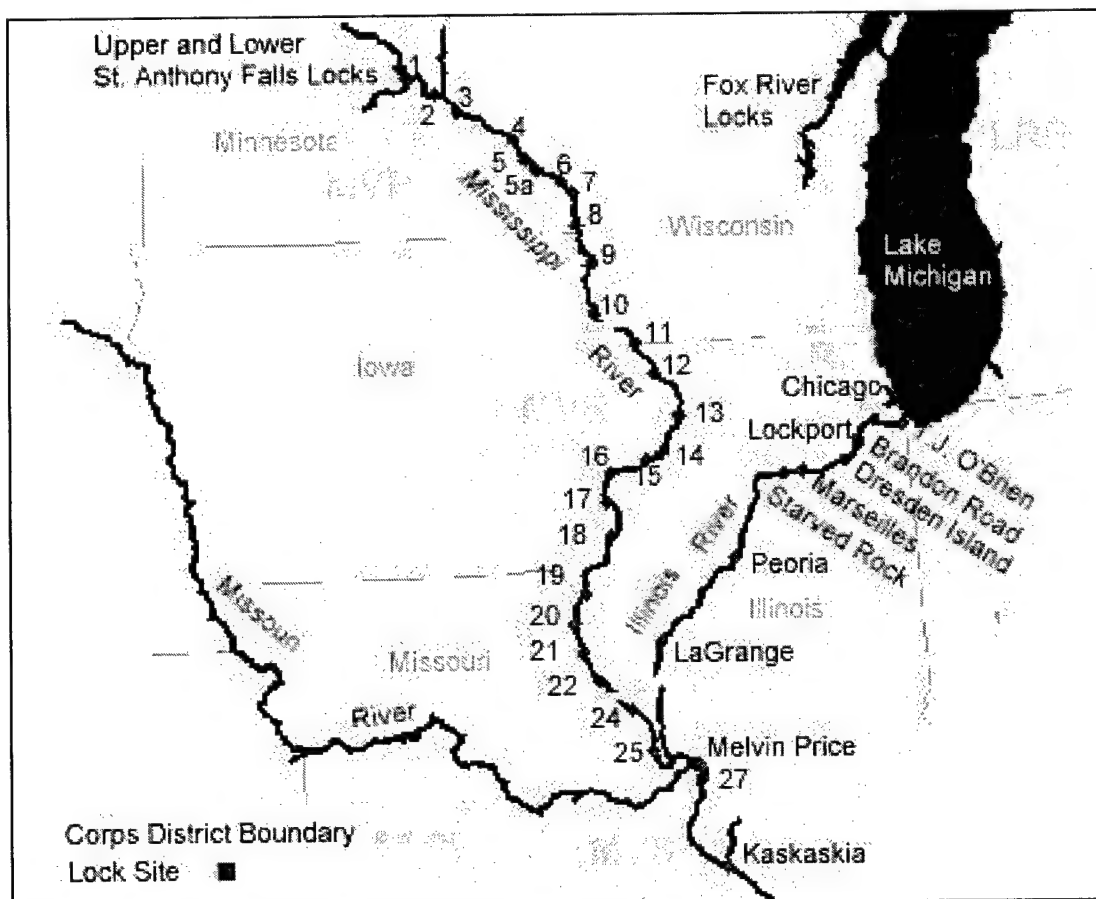 Upper and Lower
St. Anthony Falls Locks
1
2
3
4
5
5a
6
7
8
9
10
11
12
13
14
15
16
17
18
19
20
21
22
24
25
27
Minnesota
Mississippi
River
Wisconsin
Fox River
Locks
Lake
Michigan
Iowa
Chicago
Lockport
T.J. O'Brien
Brandon Road
Dresden Island
Marseilles
Starved Rock
Illinois River
Peoria
Illinois
LaGrange
Missouri
River
Missouri
Melvin Price
Kaskaskia
Corps District Boundary
Lock Site